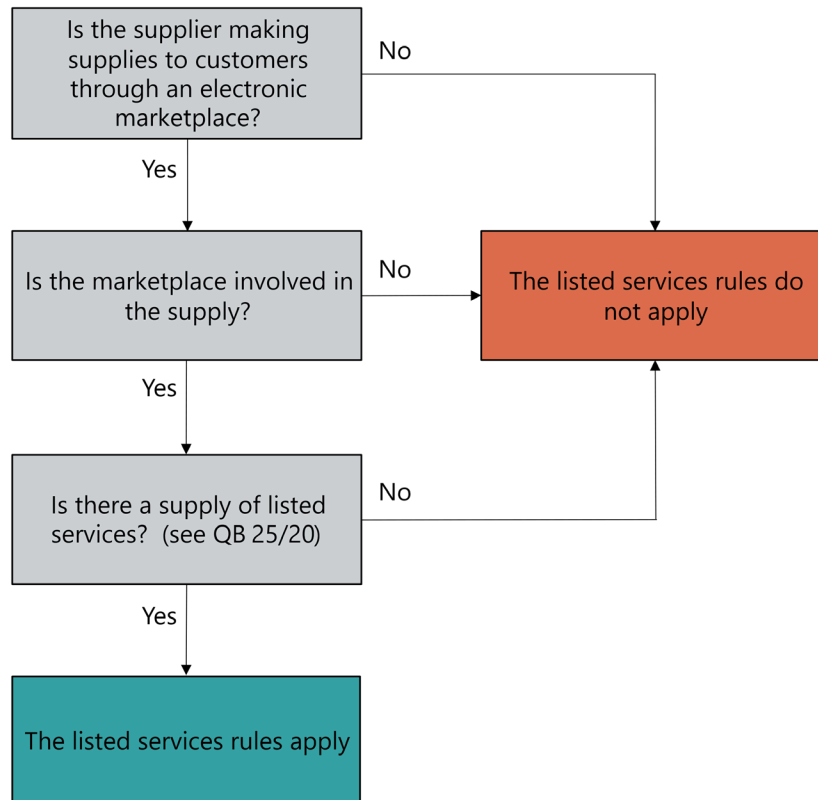 Is the supplier making
supplies to customers
through an electronic
marketplace?
No
Yes
Is the marketplace involved in
the supply?
No
The listed services rules do
not apply
Yes
Is there a supply of listed
services?  (see QB 25/20)
No
Yes
The listed services rules apply